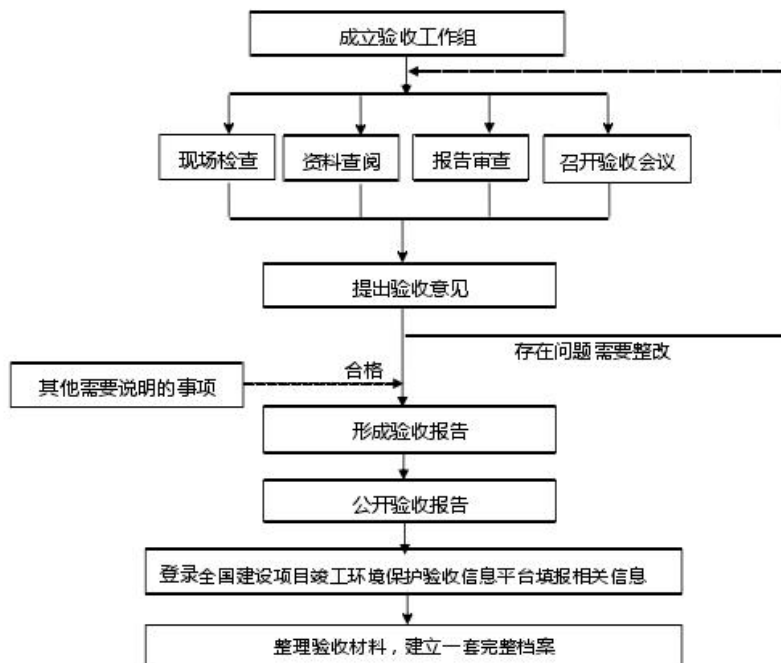 成立验收工作组
现场检查
资料查阅
报告审查
召开验收会议
提出验收意见
存在问题需要整改
合格
其他需要说明的事项
形成验收报告
公开验收报告
登录全国建设项目竣工环境保护验收信息平台填报相关信息
整理验收材料，建立一套完整档案